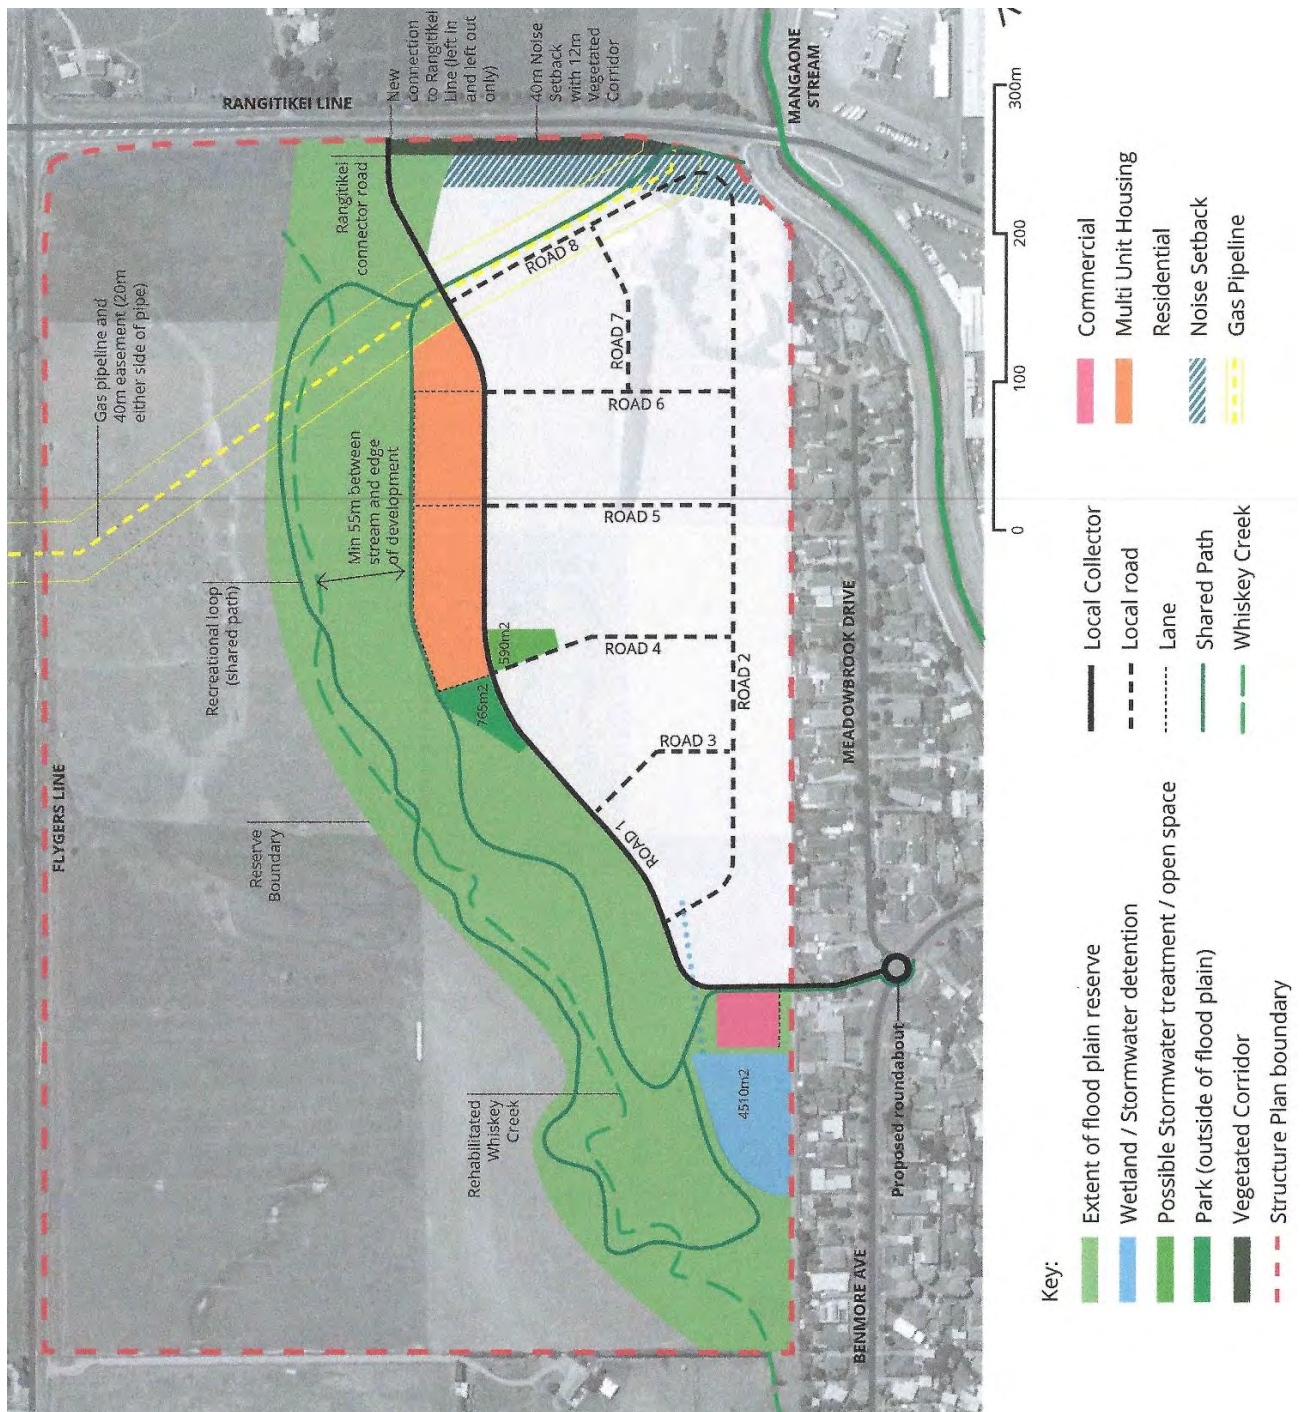 RANGITIKEI LINE
New
connection
to Rangitikei
Line (left in
and left out
only)
40m Noise
Setback
with 12m
Vegetated
Corridor
MANGAONE
STREAM
Gas pipeline and
40m easement (20m
either side of pipe)
Rangitikei
connector road
ROAD 8
ROAD 7
ROAD 6
ROAD 5
Min 55m between
stream and edge
of development
Recreational loop
(shared path)
590m2
765m2
ROAD 4
ROAD 2
ROAD 3
ROAD 1
FLYGERS LINE
Reserve
Boundary
MEADOWBROOK DRIVE
Rehabilitated
Whiskey
Creek
4510m2
Proposed roundabout
BENMORE AVE
0
100
200
300m
Key:
Extent of flood plain reserve
Wetland / Stormwater detention
Possible Stormwater treatment / open space
Park (outside of flood plain)
Vegetated Corridor
Structure Plan boundary
Local Collector
Local road
Lane
Shared Path
Whiskey Creek
Commercial
Multi Unit Housing
Residential
Noise Setback
Gas Pipeline